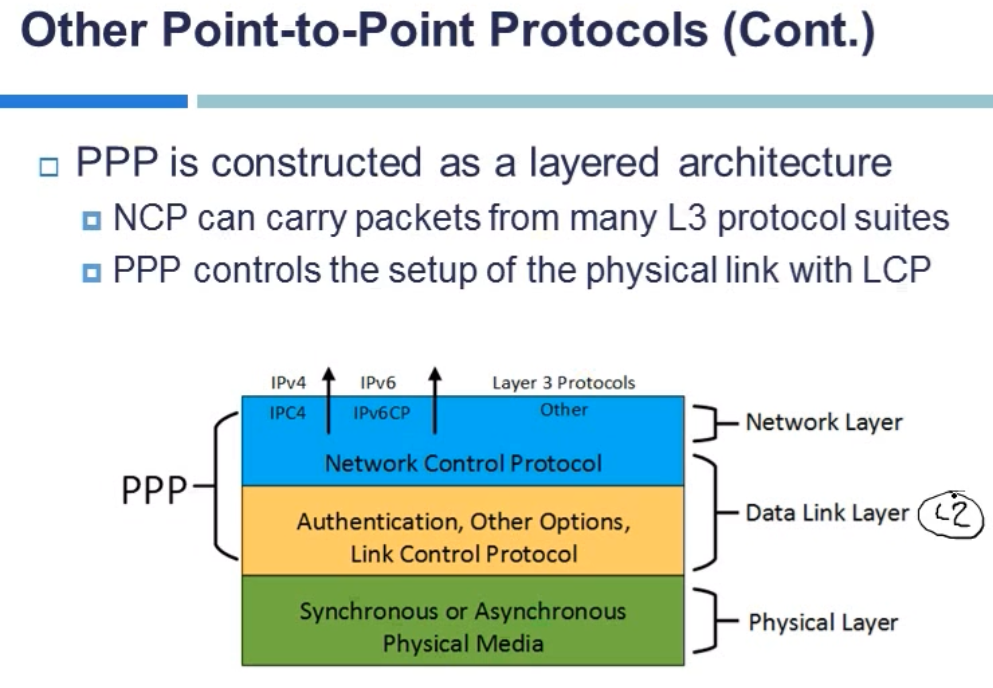 Other Point-to-Point Protocols (Cont.)
PPP is constructed as a layered architecture
NCP can carry packets from many L3 protocol suites
PPP controls the setup of the physical link with LCP
IPv4 IPv6 Layer 3 Protocols
IPC4 IPv6CP Other
Network Layer
Network Control Protocol
PPP
Data Link Layer L2
Authentication, Other Options,
Link Control Protocol
Synchronous or Asynchronous
Physical Media
Physical Layer